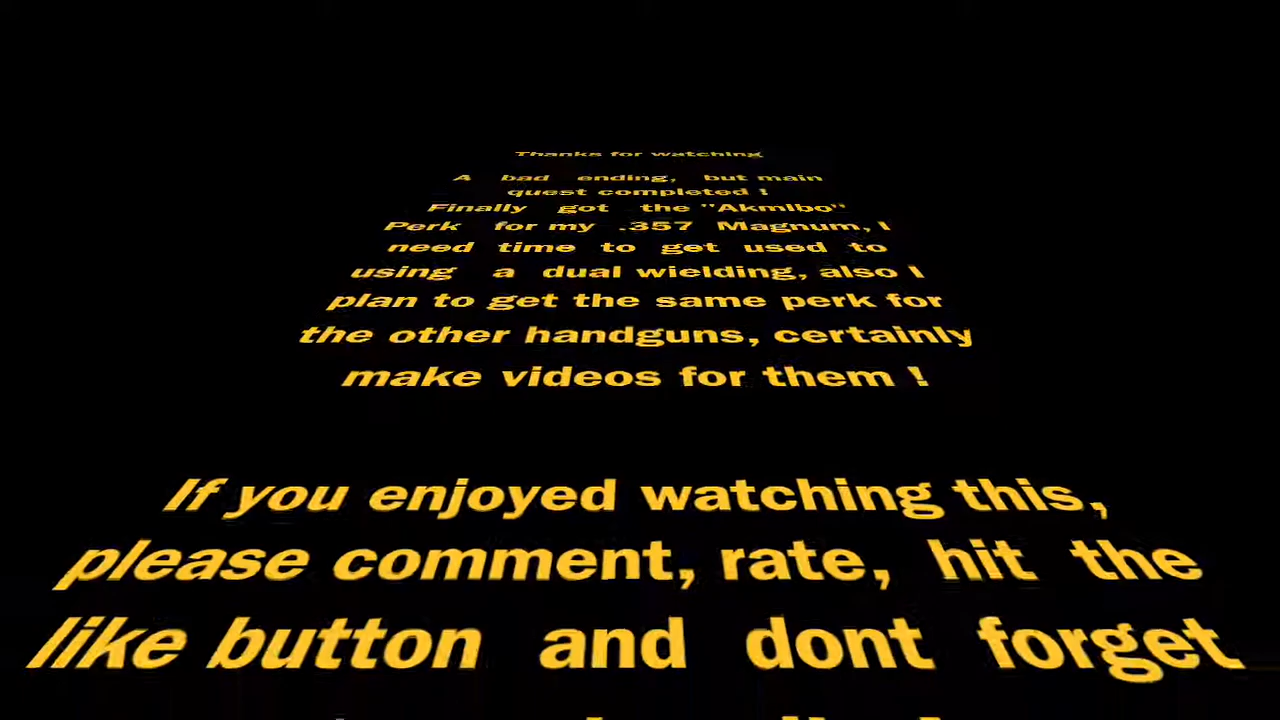 Thanks for watching
A bad ending, but main
quest completed !
Finally got the "Akmibo"
Perk for my .357 Magnum, I
need time to get used to
using a dual wielding, also I
plan to get the same perk for
the other handguns, certainly
make videos for them !
If you enjoyed watching this,
please comment, rate, hit the
like button and dont forget